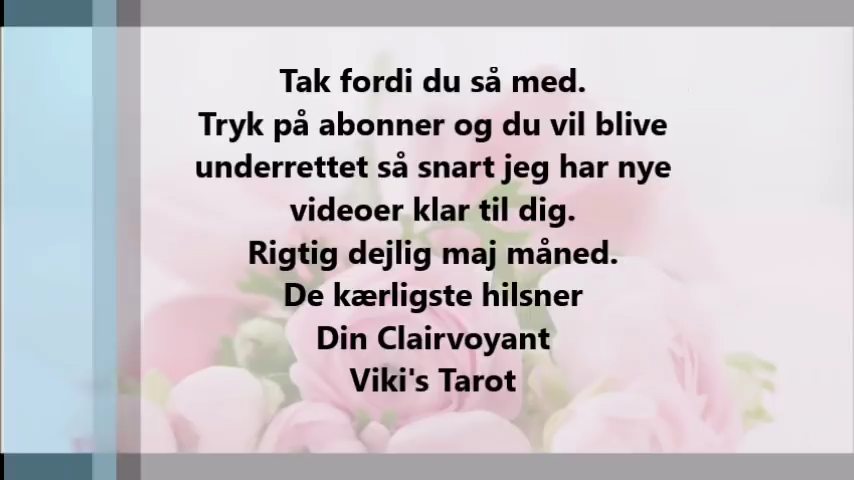 Tak fordi du så med.
Tryk på abonner og du vil blive
underrettet så snart jeg har nye
videoer klar til dig.
Rigtig dejlig maj måned.
De kærligste hilsner
Din Clairvoyant
Viki's Tarot